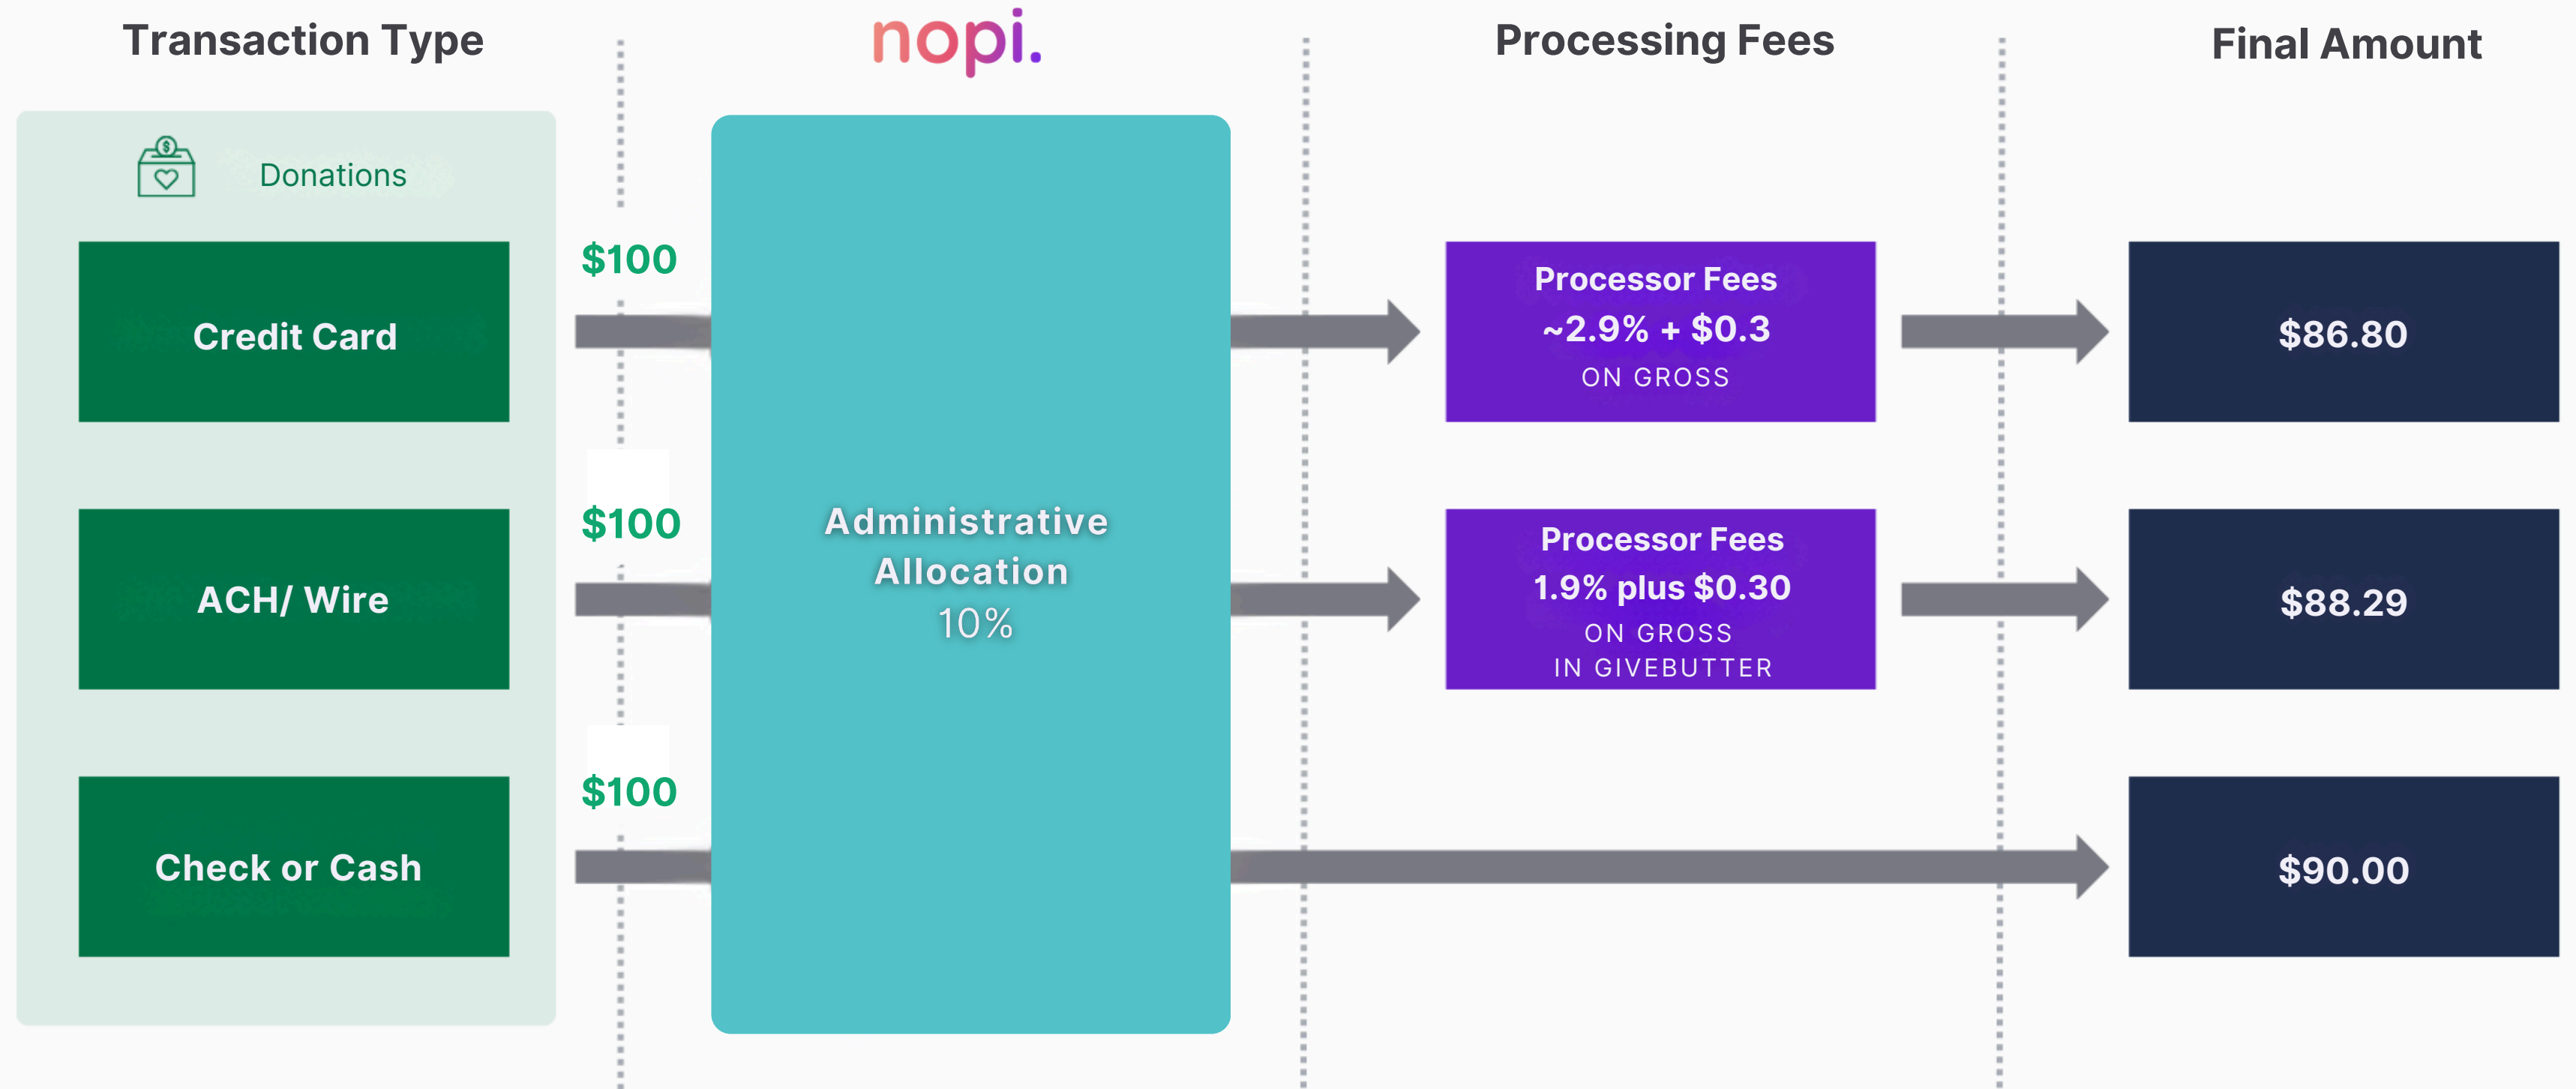 Transaction Type
nopi.
Processing Fees
Final Amount
Donations
Credit Card
$100
Processor Fees
~2.9% + $0.3
ON GROSS
$86.80
ACH/ Wire
$100
Administrative
Allocation
10%
Processor Fees
1.9% plus $0.30
ON GROSS
IN GIVEBUTTER
$88.29
Check or Cash
$100
$90.00